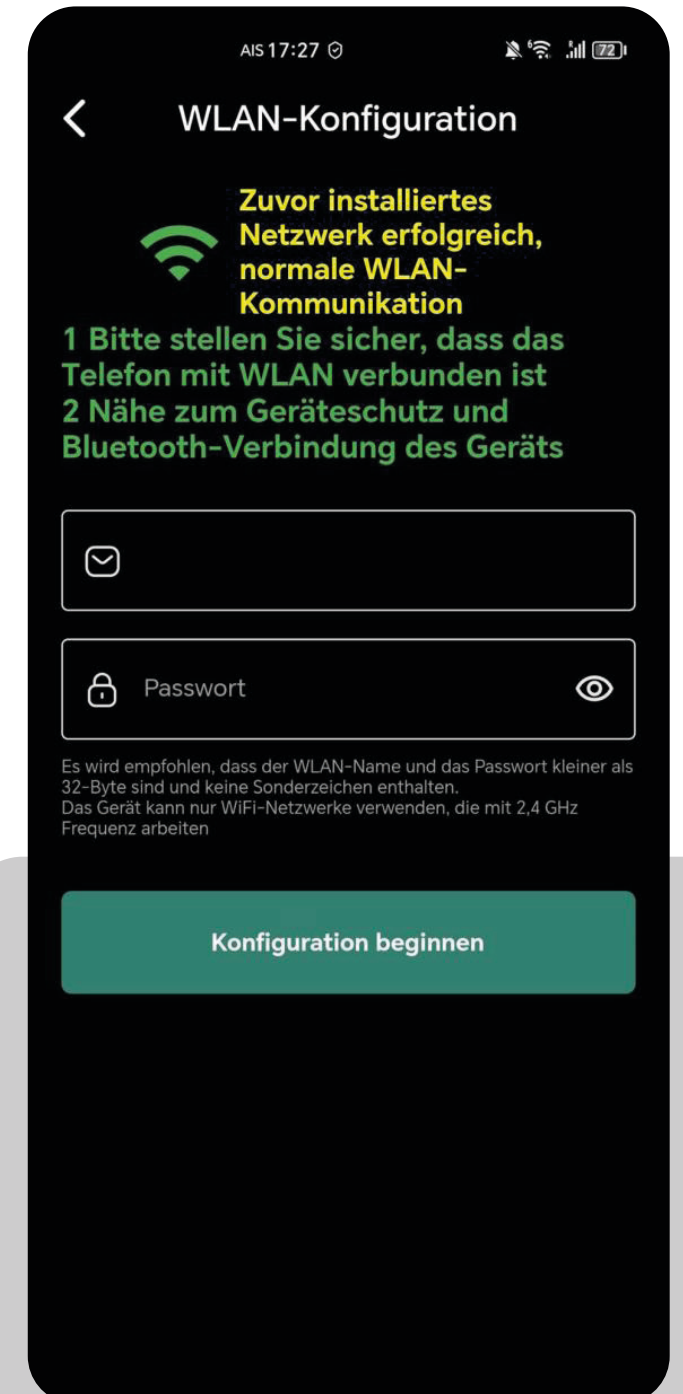 AIS 17:27 6 72
WLAN-Konfiguration
Zuvor installiertes
Netzwerk erfolgreich,
normale WLAN-
Kommunikation
1 Bitte stellen Sie sicher, dass das
Telefon mit WLAN verbunden ist
2 Nähe zum Geräteschutz und
Bluetooth-Verbindung des Geräts
Passwort
Es wird empfohlen, dass der WLAN-Name und das Passwort kleiner als
32-Byte sind und keine Sonderzeichen enthalten.
Das Gerät kann nur WiFi-Netzwerke verwenden, die mit 2,4 GHz
Frequenz arbeiten
Konfiguration beginnen